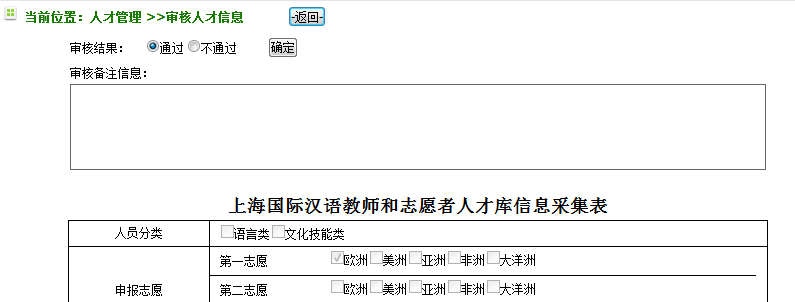 当前位置：人才管理 >>审核人才信息 -返回-
审核结果： 通过 不通过 确定
审核备注信息：
上海国际汉语教师和志愿者人才库信息采集表
人员分类 语言类 文化技能类
第一志愿 欧洲 美洲 亚洲 非洲 大洋洲
申报志愿
第二志愿 欧洲 美洲 亚洲 非洲 大洋洲